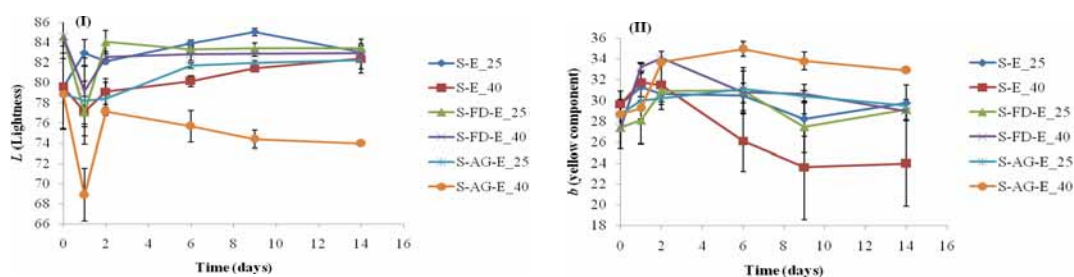 (I)
L (Lightness)
86
84
82
80
78
76
74
72
70
68
66
0 2 4 6 8 10 12 14 16
Time (days)
S-E_25
S-E_40
S-FD-E_25
S-FD-E_40
S-AG-E_25
S-AG-E_40
(II)
b (yellow component)
36
34
32
30
28
26
24
22
20
18
0 2 4 6 8 10 12 14 16
Time (days)
S-E_25
S-E_40
S-FD-E_25
S-FD-E_40
S-AG-E_25
S-AG-E_40